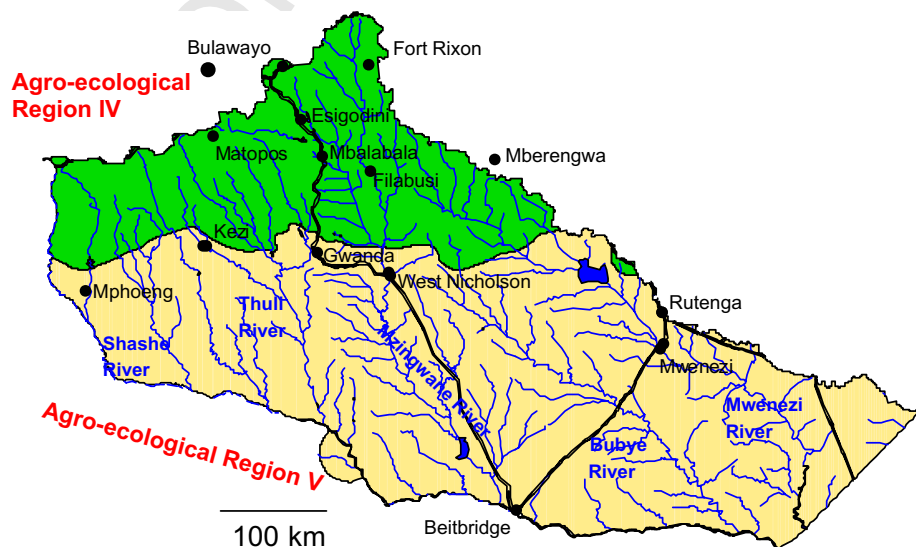 Bulawayo
Fort Rixon
Agro-ecological
Region IV
Esigodini
Matopos
Mbalabala
Mberengwa
Filabusi
Kezi
Gwanda
West Nicholson
Mphoeng
Thuli
River
Rutenga
Shashe
River
Mzingwane River
Mwenezi
Mwenezi
River
Agro-ecological Region V
Bubye
River
Beitbridge
100 km